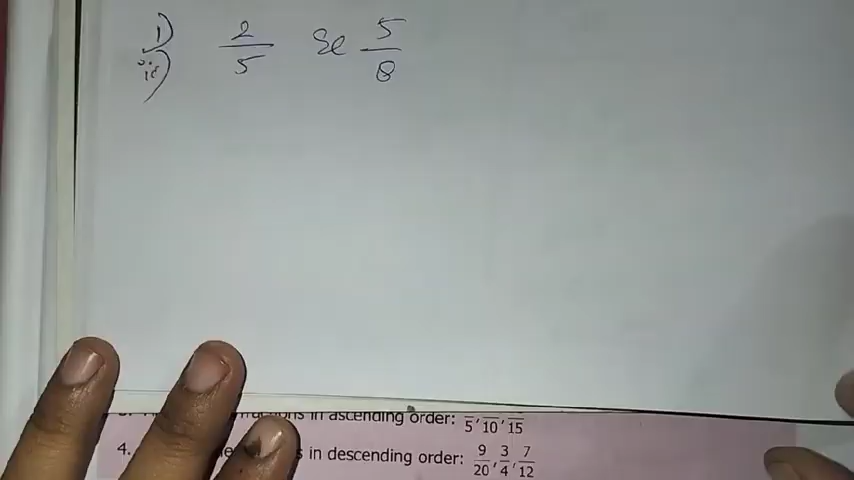 1) 2/5 & 5/8
ii)
in ascending order: 5, 10, 15
4. in descending order: 9/20, 3/4, 7/12